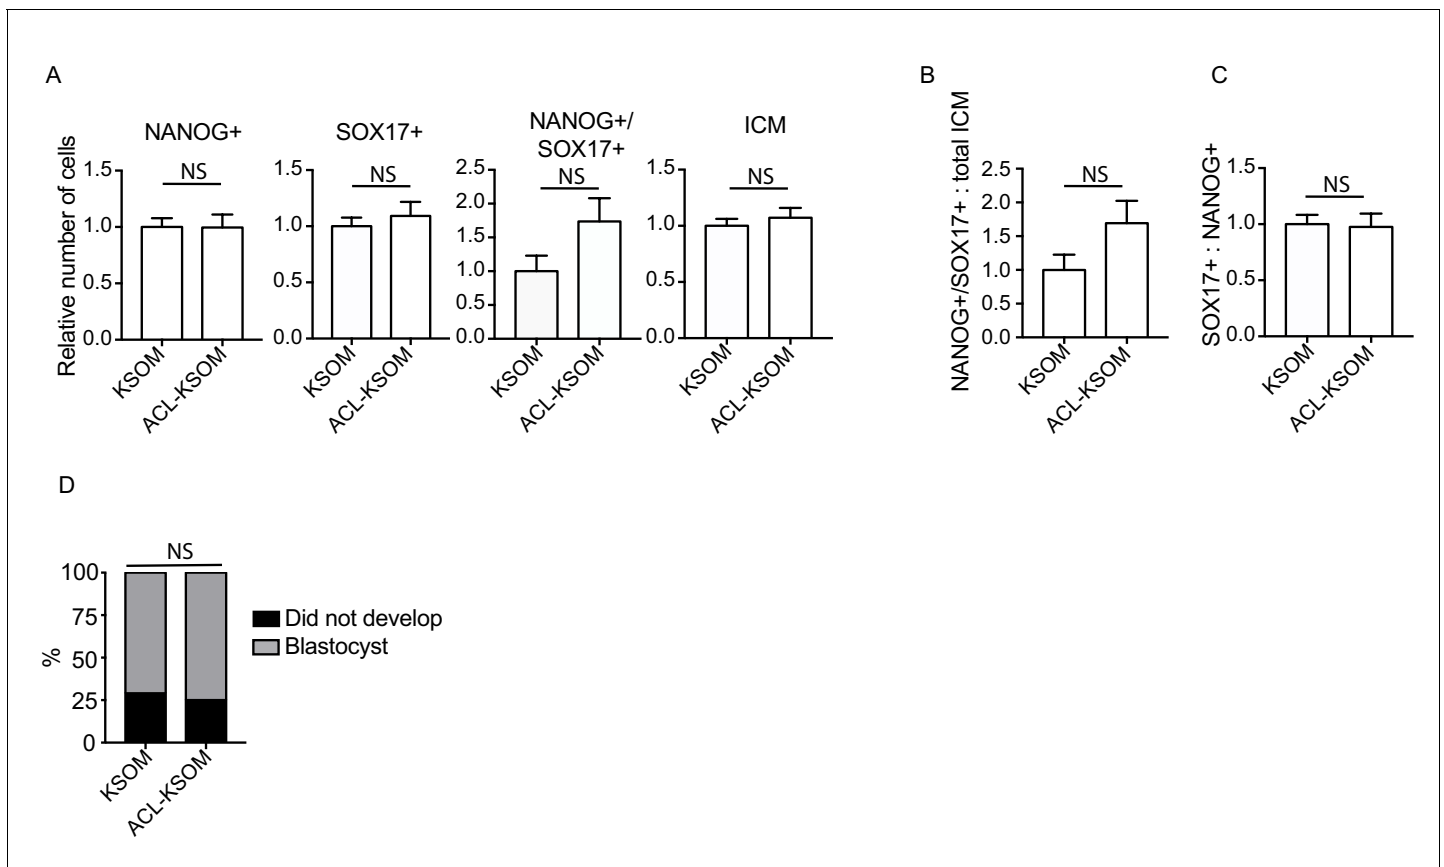 A
B
C
NANOG+
SOX17+
NANOG+/
SOX17+
ICM
Relative number of cells
1.5
1.0
0.5
0.0
NS
KSOM
ACL-KSOM
1.5
1.0
0.5
0.0
NS
KSOM
ACL-KSOM
2.5
2.0
1.5
1.0
0.5
0.0
NS
KSOM
ACL-KSOM
1.5
1.0
0.5
0.0
NS
KSOM
ACL-KSOM
NANOG+/SOX17+ : total ICM
2.5
2.0
1.5
1.0
0.5
0.0
NS
KSOM
ACL-KSOM
SOX17+ : NANOG+
1.5
1.0
0.5
0.0
NS
KSOM
ACL-KSOM
D
NS
%
100
75
50
25
0
KSOM
ACL-KSOM
Did not develop
Blastocyst